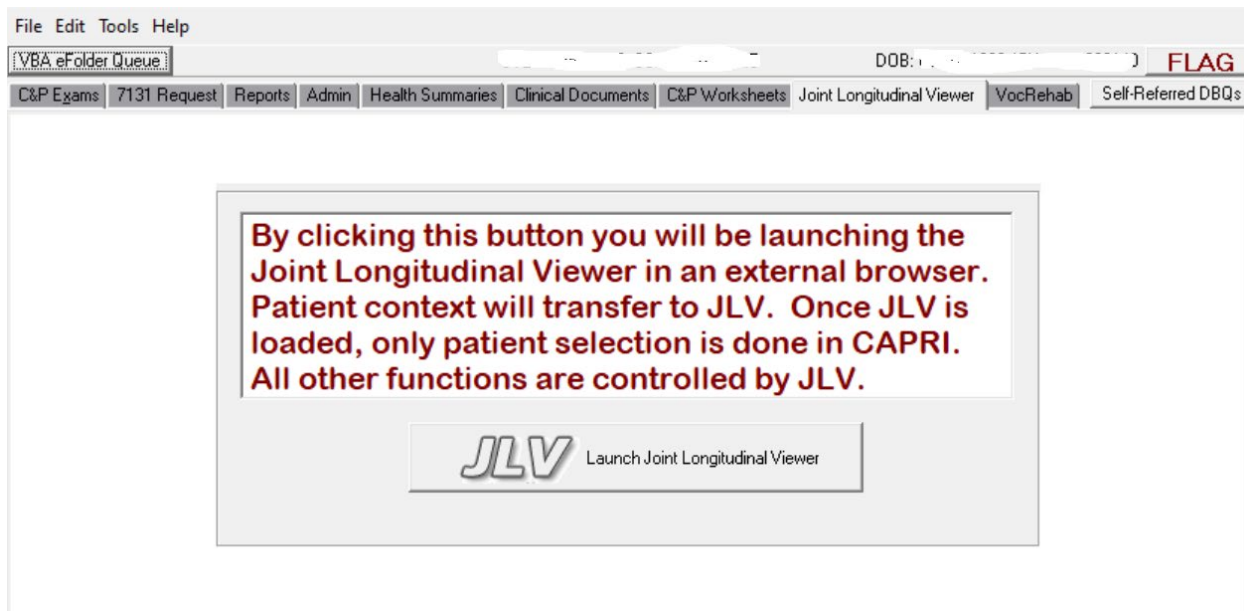 File Edit Tools Help
VBA eFolder Queue DOB: FLAG
C&P Exams 7131 Request Reports Admin Health Summaries Clinical Documents C&P Worksheets Joint Longitudinal Viewer VocRehab Self-Referred DBQs
By clicking this button you will be launching the
Joint Longitudinal Viewer in an external browser.
Patient context will transfer to JLV. Once JLV is
loaded, only patient selection is done in CAPRI.
All other functions are controlled by JLV.
JLV Launch Joint Longitudinal Viewer